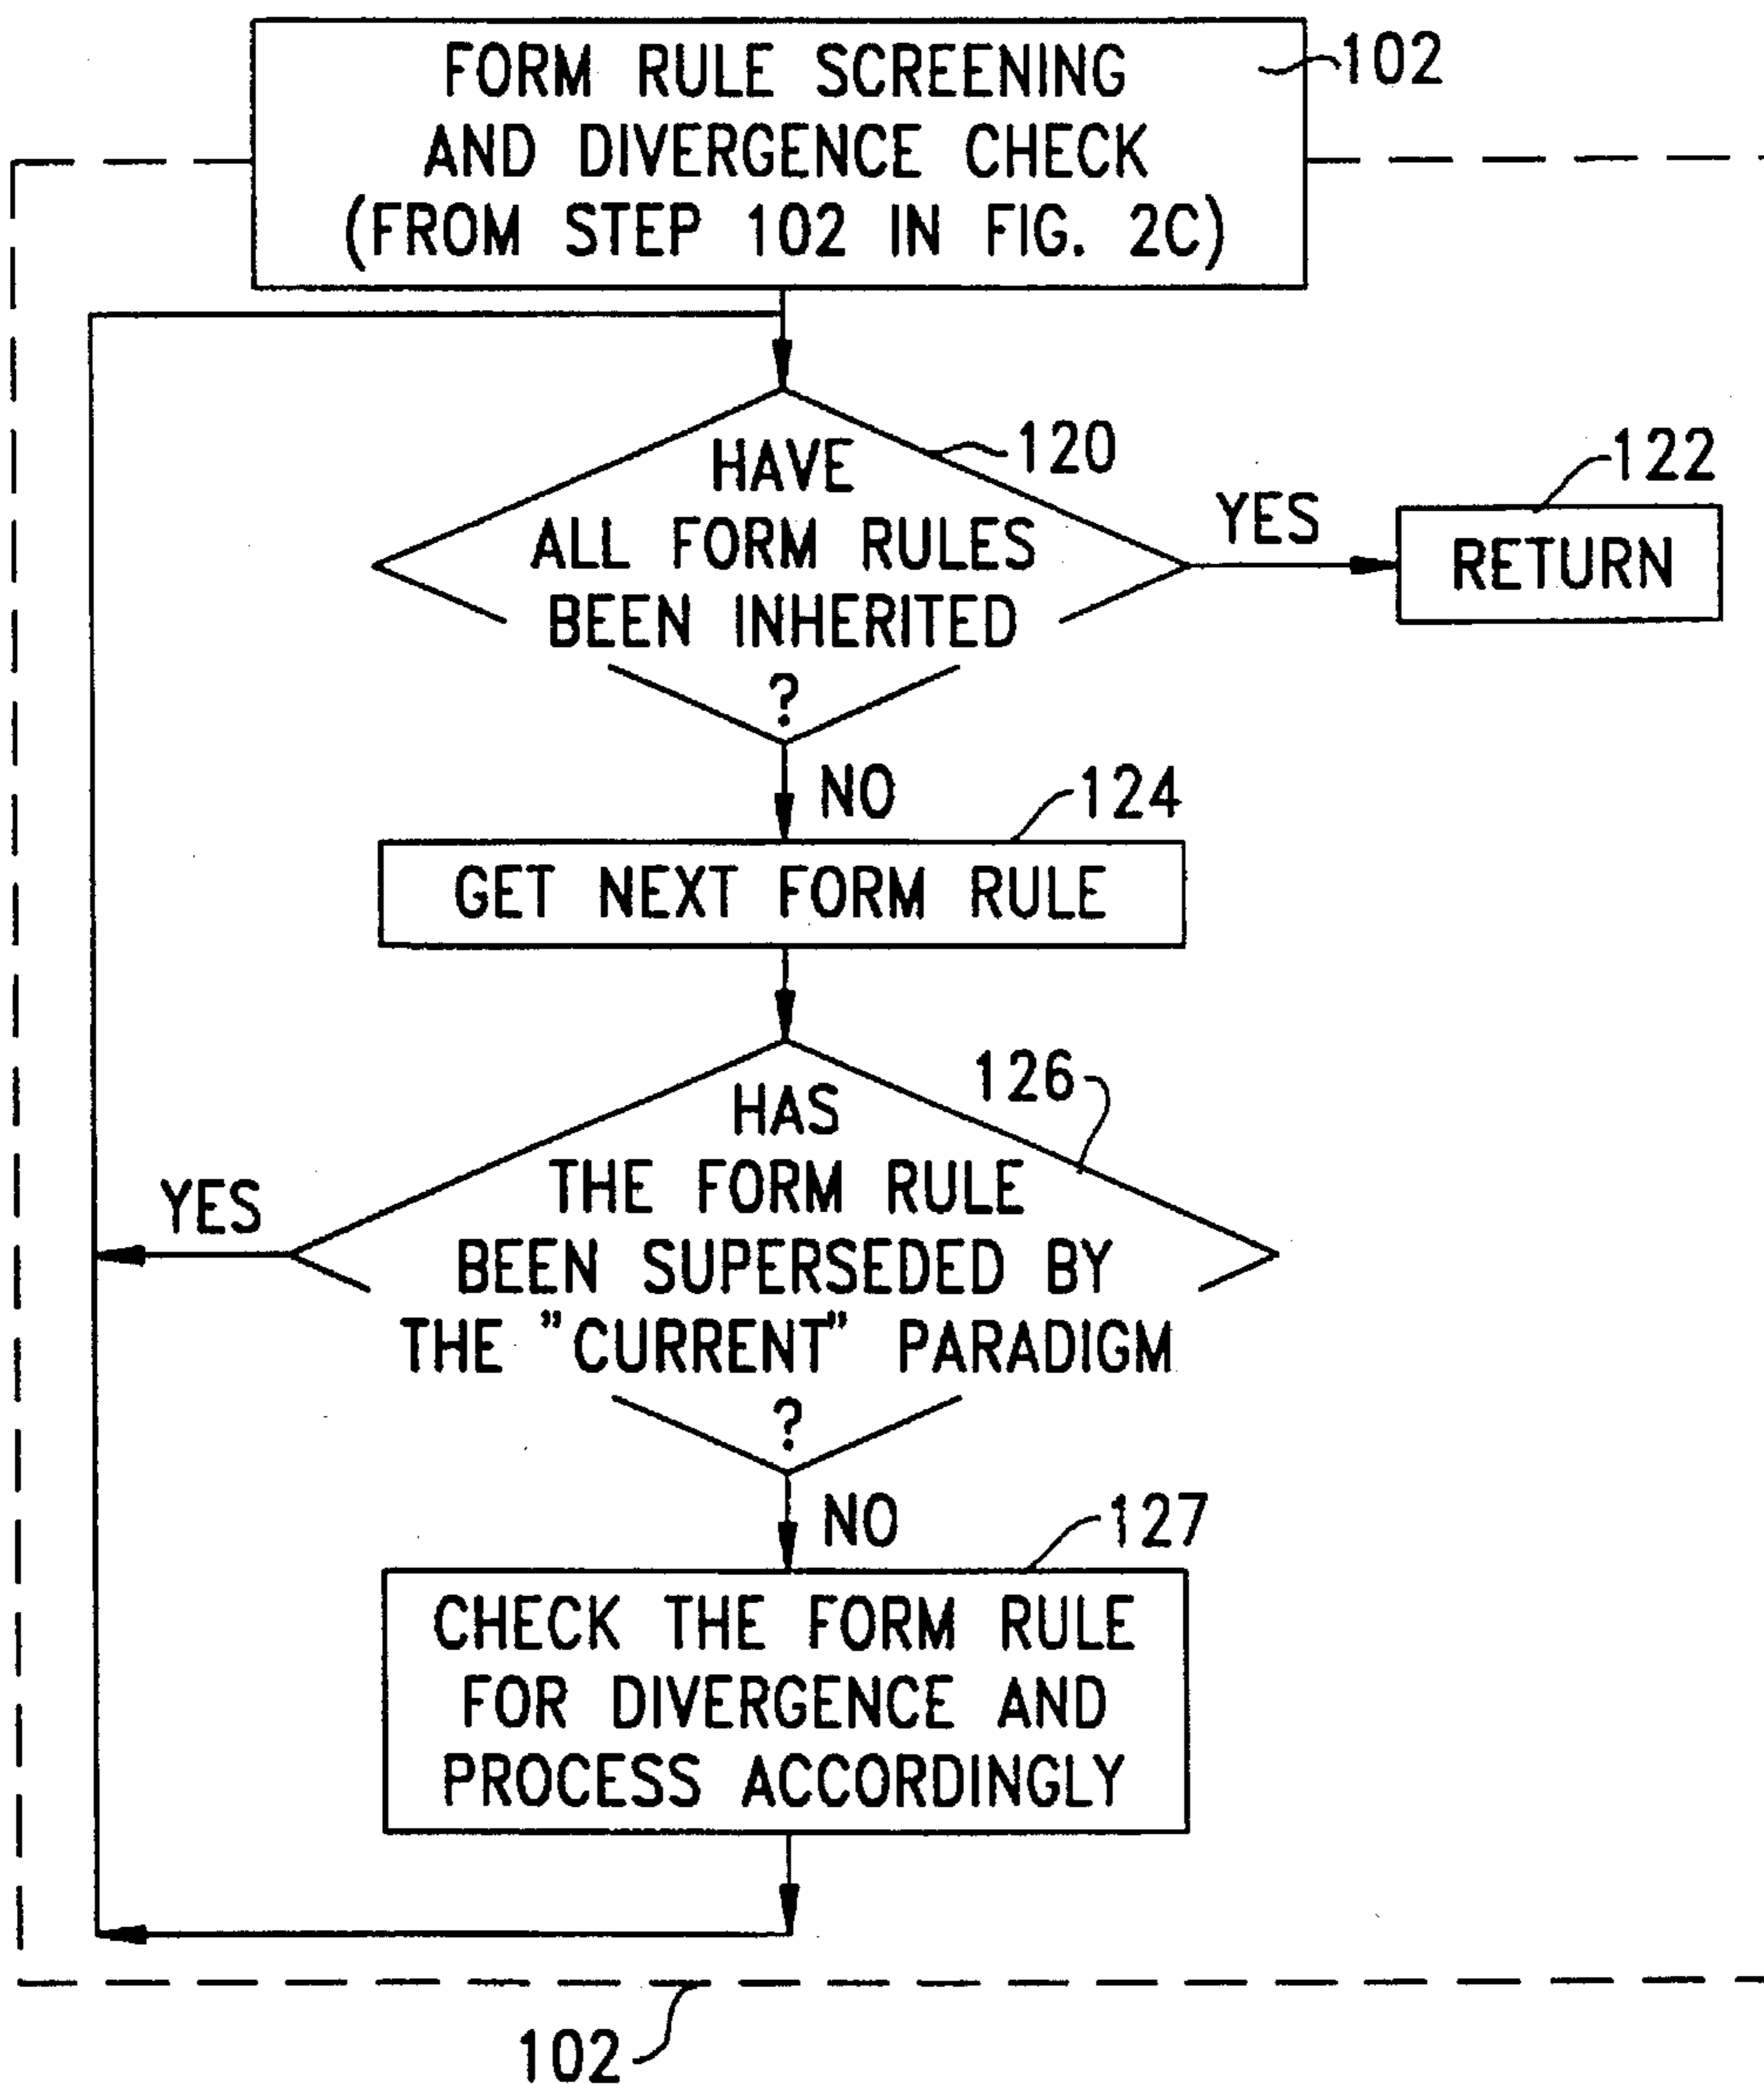 FORM RULE SCREENING
AND DIVERGENCE CHECK
(FROM STEP 102 IN FIG. 2C)
102
HAVE
ALL FORM RULES
BEEN INHERITED
?
120
YES
122
RETURN
NO
124
GET NEXT FORM RULE
126
HAS
THE FORM RULE
BEEN SUPERSEDED BY
THE "CURRENT" PARADIGM
?
YES
NO
127
CHECK THE FORM RULE
FOR DIVERGENCE AND
PROCESS ACCORDINGLY
102